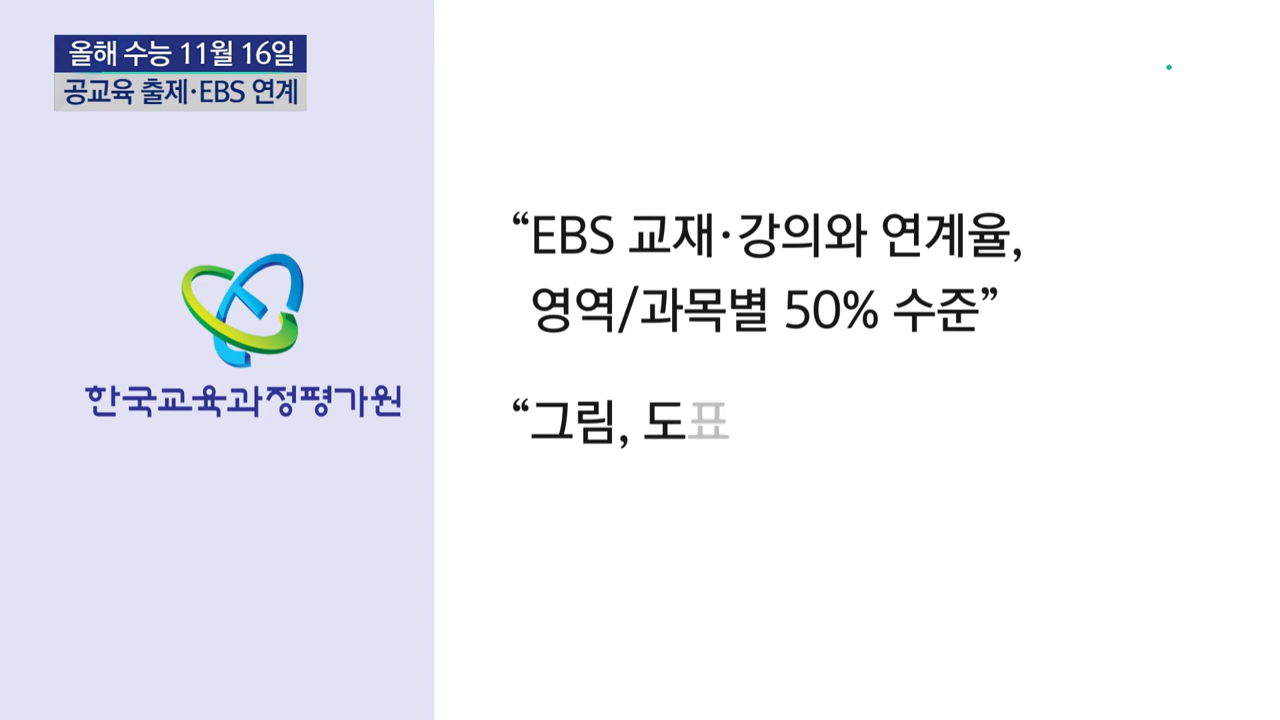 올해 수능 11월 16일
공교육 출제·EBS 연계
한국교육과정평가원
“EBS 교재·강의와 연계율,
영역/과목별 50% 수준”
“그림, 도표